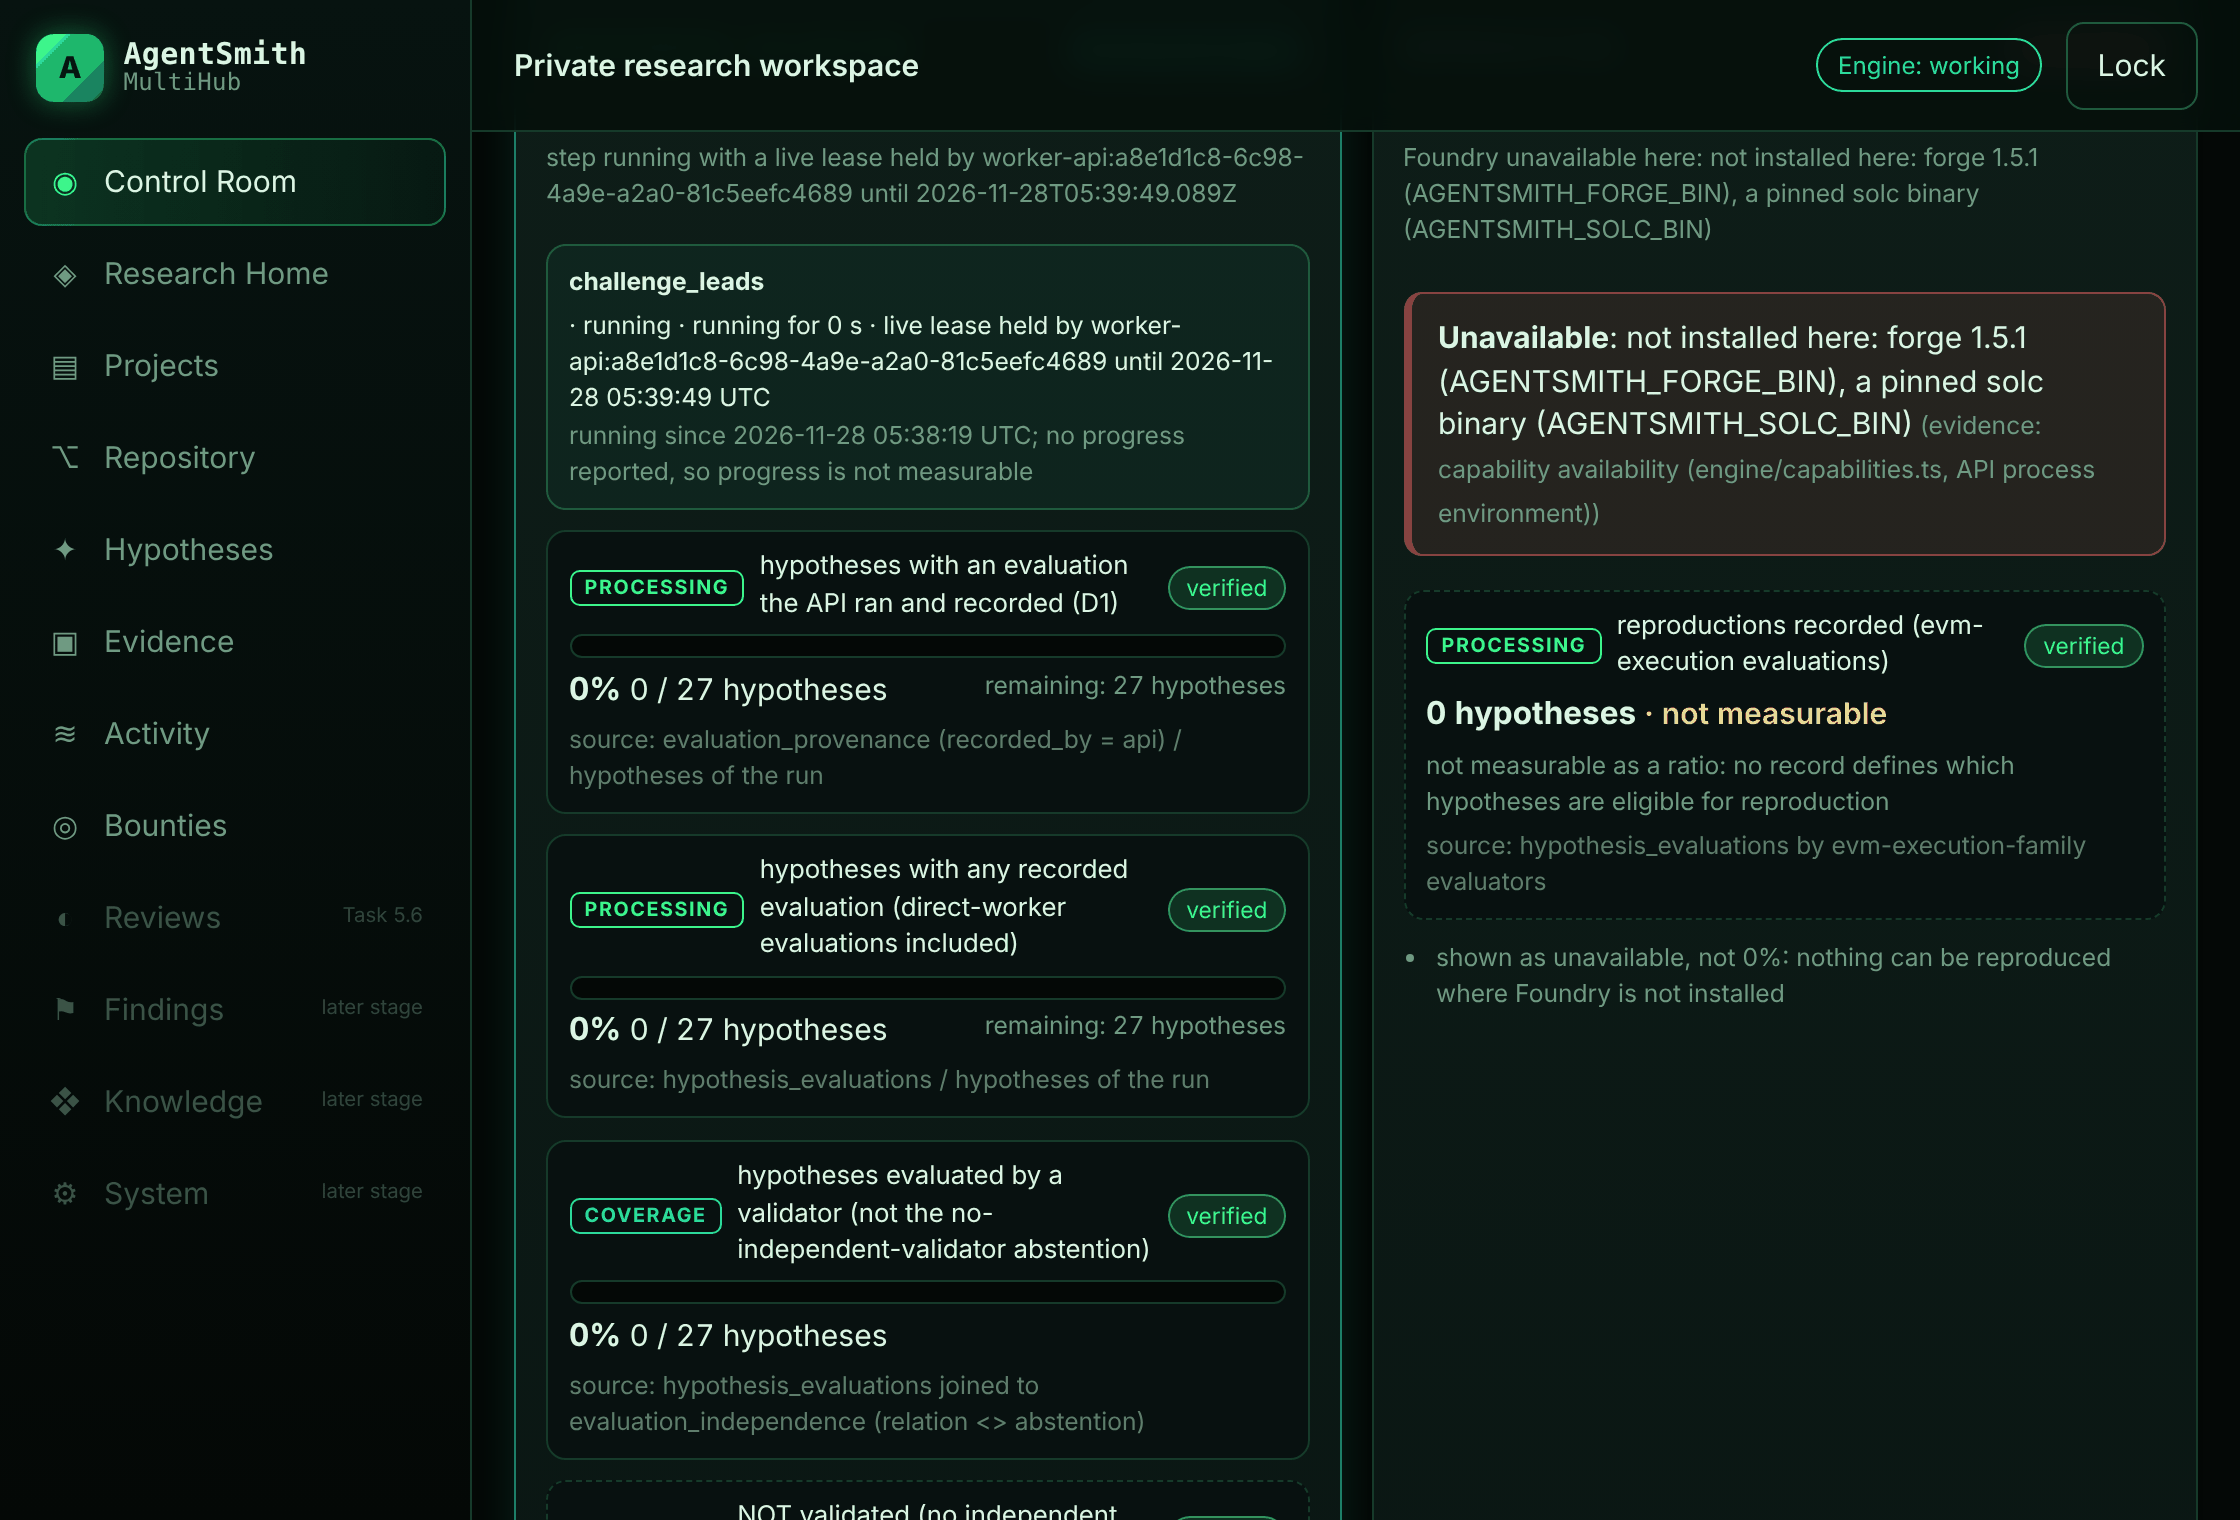 A
AgentSmith
MultiHub
Control Room
Research Home
Projects
Repository
Hypotheses
Evidence
Activity
Bounties
Reviews
Task 5.6
Findings
later stage
Knowledge
later stage
System
later stage
Private research workspace
Engine: working
Lock
step running with a live lease held by worker-api:a8e1d1c8-6c98-
4a9e-a2a0-81c5eefc4689 until 2026-11-28T05:39:49.089Z
challenge_leads
· running · running for 0 s · live lease held by worker-
api:a8e1d1c8-6c98-4a9e-a2a0-81c5eefc4689 until 2026-11-
28 05:39:49 UTC
running since 2026-11-28 05:38:19 UTC; no progress
reported, so progress is not measurable
PROCESSING
hypotheses with an evaluation
the API ran and recorded (D1)
verified
0% 0 / 27 hypotheses
remaining: 27 hypotheses
source: evaluation_provenance (recorded_by = api) /
hypotheses of the run
PROCESSING
hypotheses with any recorded
evaluation (direct-worker
evaluations included)
verified
0% 0 / 27 hypotheses
remaining: 27 hypotheses
source: hypothesis_evaluations / hypotheses of the run
COVERAGE
hypotheses evaluated by a
validator (not the no-
independent-validator abstention)
verified
0% 0 / 27 hypotheses
source: hypothesis_evaluations joined to
evaluation_independence (relation <> abstention)
NOT validated (no independent
Foundry unavailable here: not installed here: forge 1.5.1
(AGENTSMITH_FORGE_BIN), a pinned solc binary
(AGENTSMITH_SOLC_BIN)
Unavailable: not installed here: forge 1.5.1
(AGENTSMITH_FORGE_BIN), a pinned solc
binary (AGENTSMITH_SOLC_BIN) (evidence:
capability availability (engine/capabilities.ts, API process
environment))
PROCESSING
reproductions recorded (evm-
execution evaluations)
verified
0 hypotheses · not measurable
not measurable as a ratio: no record defines which
hypotheses are eligible for reproduction
source: hypothesis_evaluations by evm-execution-family
evaluators
• shown as unavailable, not 0%: nothing can be reproduced
where Foundry is not installed